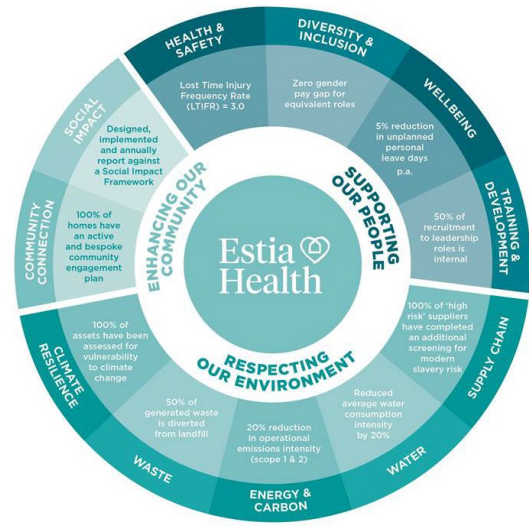 Estia
Health
SUPPORTING
OUR PEOPLE
HEALTH &
SAFETY
Lost Time Injury
Frequency Rate
(LTIFR) = 3.0
DIVERSITY &
INCLUSION
Zero gender
pay gap for
equivalent roles
WELLBEING
5% reduction
in unplanned
personal
leave days
p.a.
TRAINING &
DEVELOPMENT
50% of
recruitment
to leadership
roles is
internal
RESPECTING
OUR ENVIRONMENT
SUPPLY CHAIN
100% of ‘high
risk’ suppliers
have completed
an additional
screening for
modern
slavery risk
WATER
Reduced
average water
consumption
intensity
by 20%
ENERGY &
CARBON
20% reduction
in operational
emissions intensity
(scope 1 & 2)
WASTE
50% of
generated waste
is diverted
from landfill
CLIMATE
RESILIENCE
100% of
assets have been
assessed for
vulnerability
to climate
change
ENHANCING OUR
COMMUNITY
COMMUNITY
CONNECTION
100% of
homes have
an active
and bespoke
community
engagement
plan
SOCIAL
IMPACT
Designed,
implemented
and annually
report against
a Social Impact
Framework